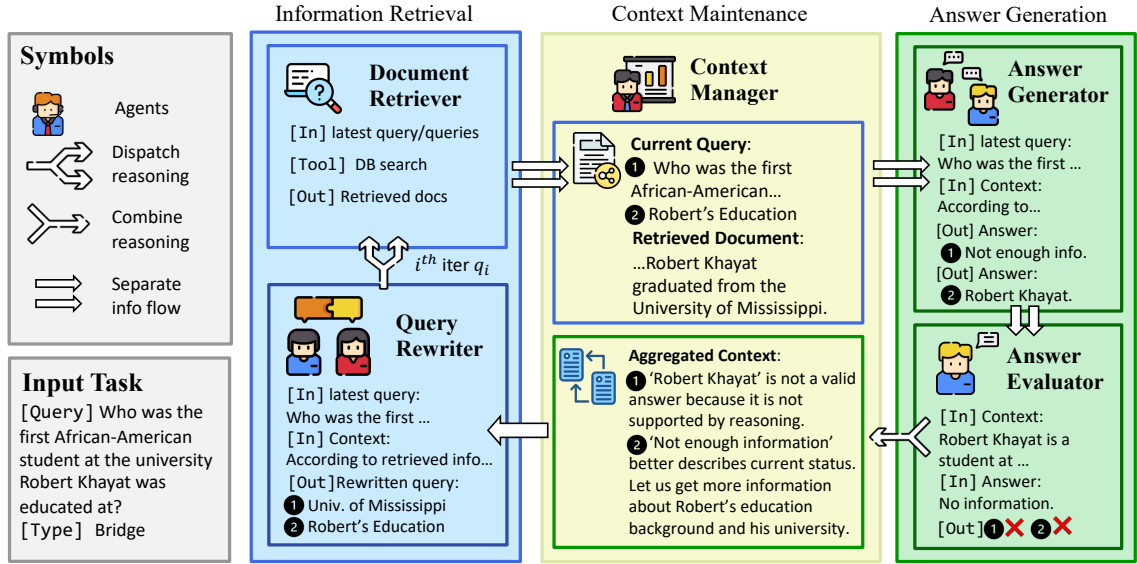 Information Retrieval
Context Maintenance
Answer Generation
Symbols
Agents
Dispatch
reasoning
Combine
reasoning
Separate
info flow
Input Task
[Query] Who was the
first African-American
student at the university
Robert Khayat was
educated at?
[Type] Bridge
Document
Retriever
[In] latest query/queries
[Tool] DB search
[Out] Retrieved docs
i^th iter q_i
Query
Rewriter
[In] latest query:
Who was the first ...
[In] Context:
According to retrieved info...
[Out]Rewritten query:
1 Univ. of Mississippi
2 Robert's Education
Context
Manager
Current Query:
1 Who was the first
African-American...
2 Robert's Education
Retrieved Document:
...Robert Khayat
graduated from the
University of Mississippi.
Aggregated Context:
1 'Robert Khayat' is not a valid
answer because it is not
supported by reasoning.
2 'Not enough information'
better describes current status.
Let us get more information
about Robert's education
background and his university.
Answer
Generator
[In] latest query:
Who was the first ...
[In] Context:
According to...
[Out] Answer:
1 Not enough info.
[Out] Answer:
2 Robert Khayat.
Answer
Evaluator
[In] Context:
Robert Khayat is a
student at ...
[In] Answer:
No information.
[Out] 1 ❌ 2 ❌